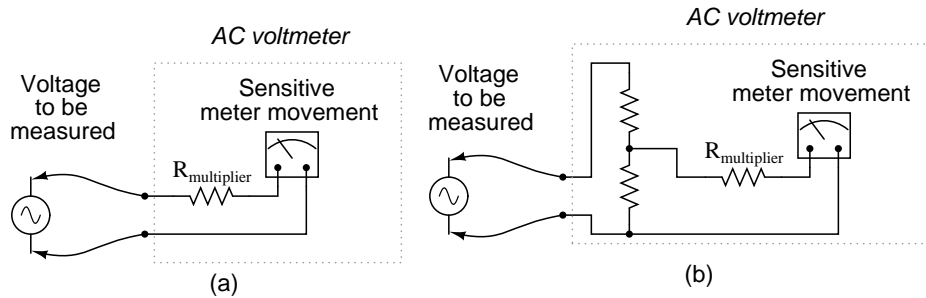 AC voltmeter
Voltage
to be
measured
Sensitive
meter movement
Rmultiplier
(a)
AC voltmeter
Voltage
to be
measured
Sensitive
meter movement
Rmultiplier
(b)